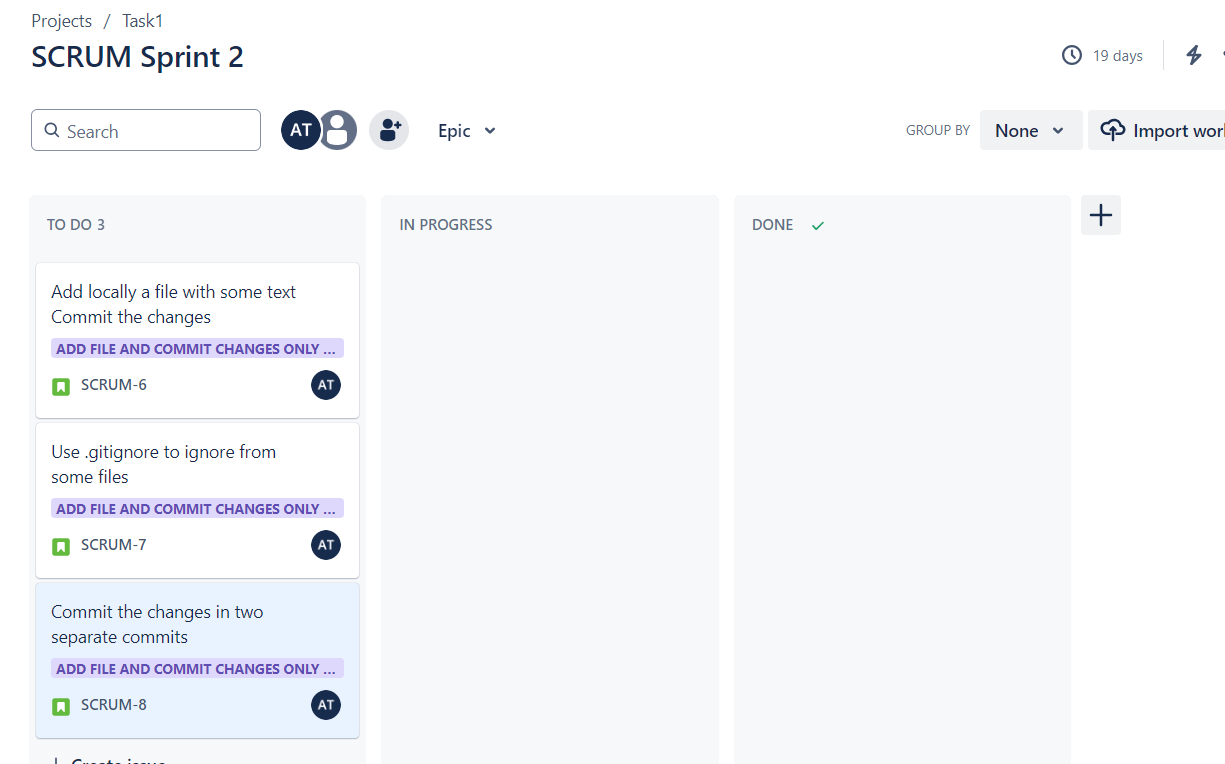 Projects / Task1
SCRUM Sprint 2
19 days
Search
AT
Epic
GROUP BY
None
Import
TO DO 3
IN PROGRESS
DONE
Add locally a file with some text
Commit the changes
ADD FILE AND COMMIT CHANGES ONLY ...
SCRUM-6
AT
Use .gitignore to ignore from
some files
ADD FILE AND COMMIT CHANGES ONLY ...
SCRUM-7
AT
Commit the changes in two
separate commits
ADD FILE AND COMMIT CHANGES ONLY ...
SCRUM-8
AT
Create issue